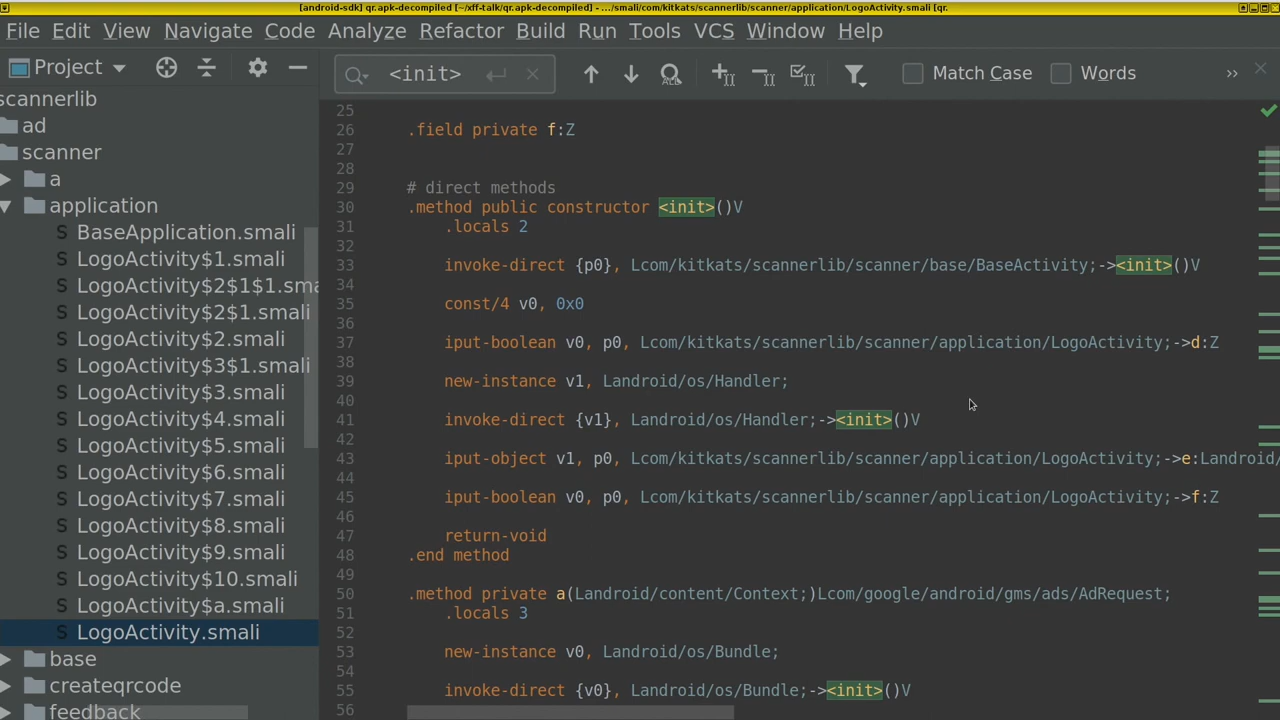 [android-sdk] qr.apk-decompiled [~/xff-talk/qr.apk-decompiled] - .../smali/com/kitkats/scannerlib/scanner/application/LogoActivity.smali [qr.
File Edit View Navigate Code Analyze Refactor Build Run Tools VCS Window Help
Project
<init>
Match Case
Words
scannerlib
ad
scanner
a
application
BaseApplication.smali
LogoActivity$1.smali
LogoActivity$2$1$1.sma
LogoActivity$2$1.smali
LogoActivity$2.smali
LogoActivity$3$1.smali
LogoActivity$3.smali
LogoActivity$4.smali
LogoActivity$5.smali
LogoActivity$6.smali
LogoActivity$7.smali
LogoActivity$8.smali
LogoActivity$9.smali
LogoActivity$10.smali
LogoActivity$a.smali
LogoActivity.smali
base
createqrcode
feedback
25
26 .field private f:Z
27
28
29 # direct methods
30 .method public constructor <init>()V
31 .locals 2
32
33 invoke-direct {p0}, Lcom/kitkats/scannerlib/scanner/base/BaseActivity;-><init>()V
34
35 const/4 v0, 0x0
36
37 iput-boolean v0, p0, Lcom/kitkats/scannerlib/scanner/application/LogoActivity;->d:Z
38
39 new-instance v1, Landroid/os/Handler;
40
41 invoke-direct {v1}, Landroid/os/Handler;-><init>()V
42
43 iput-object v1, p0, Lcom/kitkats/scannerlib/scanner/application/LogoActivity;->e:Landroid/
44
45 iput-boolean v0, p0, Lcom/kitkats/scannerlib/scanner/application/LogoActivity;->f:Z
46
47 return-void
48 .end method
49
50 .method private a(Landroid/content/Context;)Lcom/google/android/gms/ads/AdRequest;
51 .locals 3
52
53 new-instance v0, Landroid/os/Bundle;
54
55 invoke-direct {v0}, Landroid/os/Bundle;-><init>()V
56